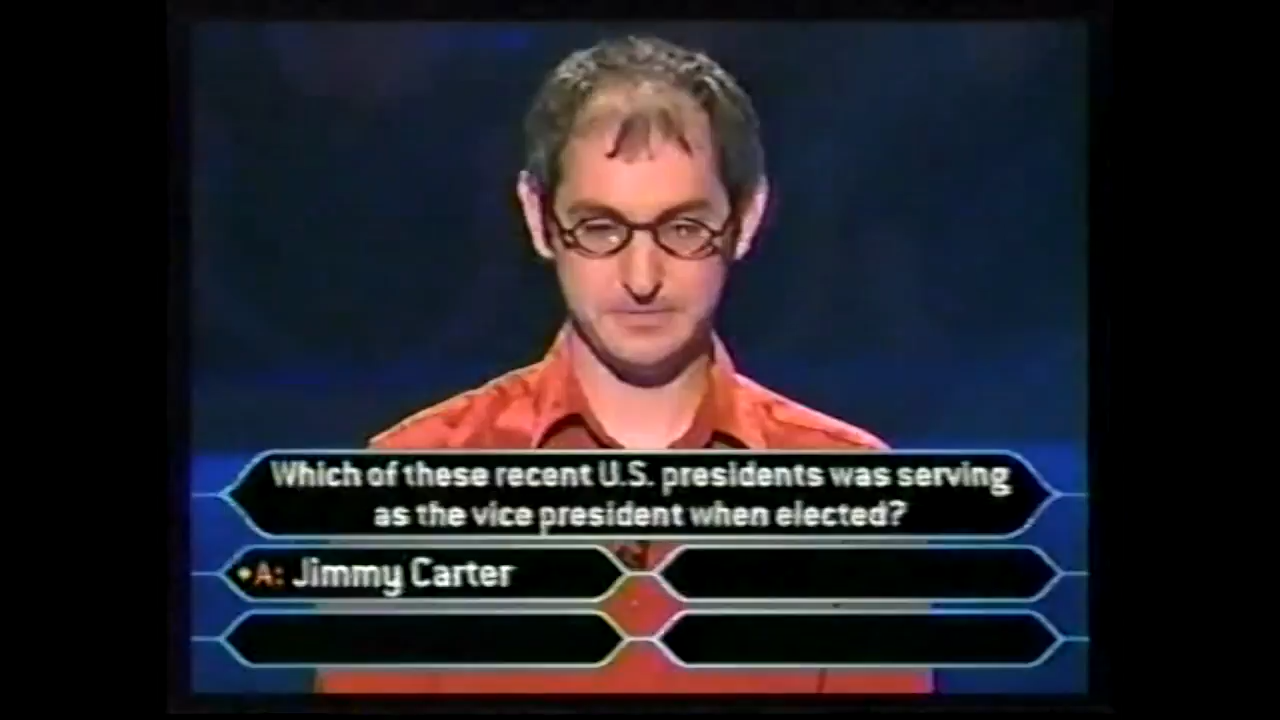 Which of these recent U.S. presidents was serving
as the vice president when elected?
•A: Jimmy Carter